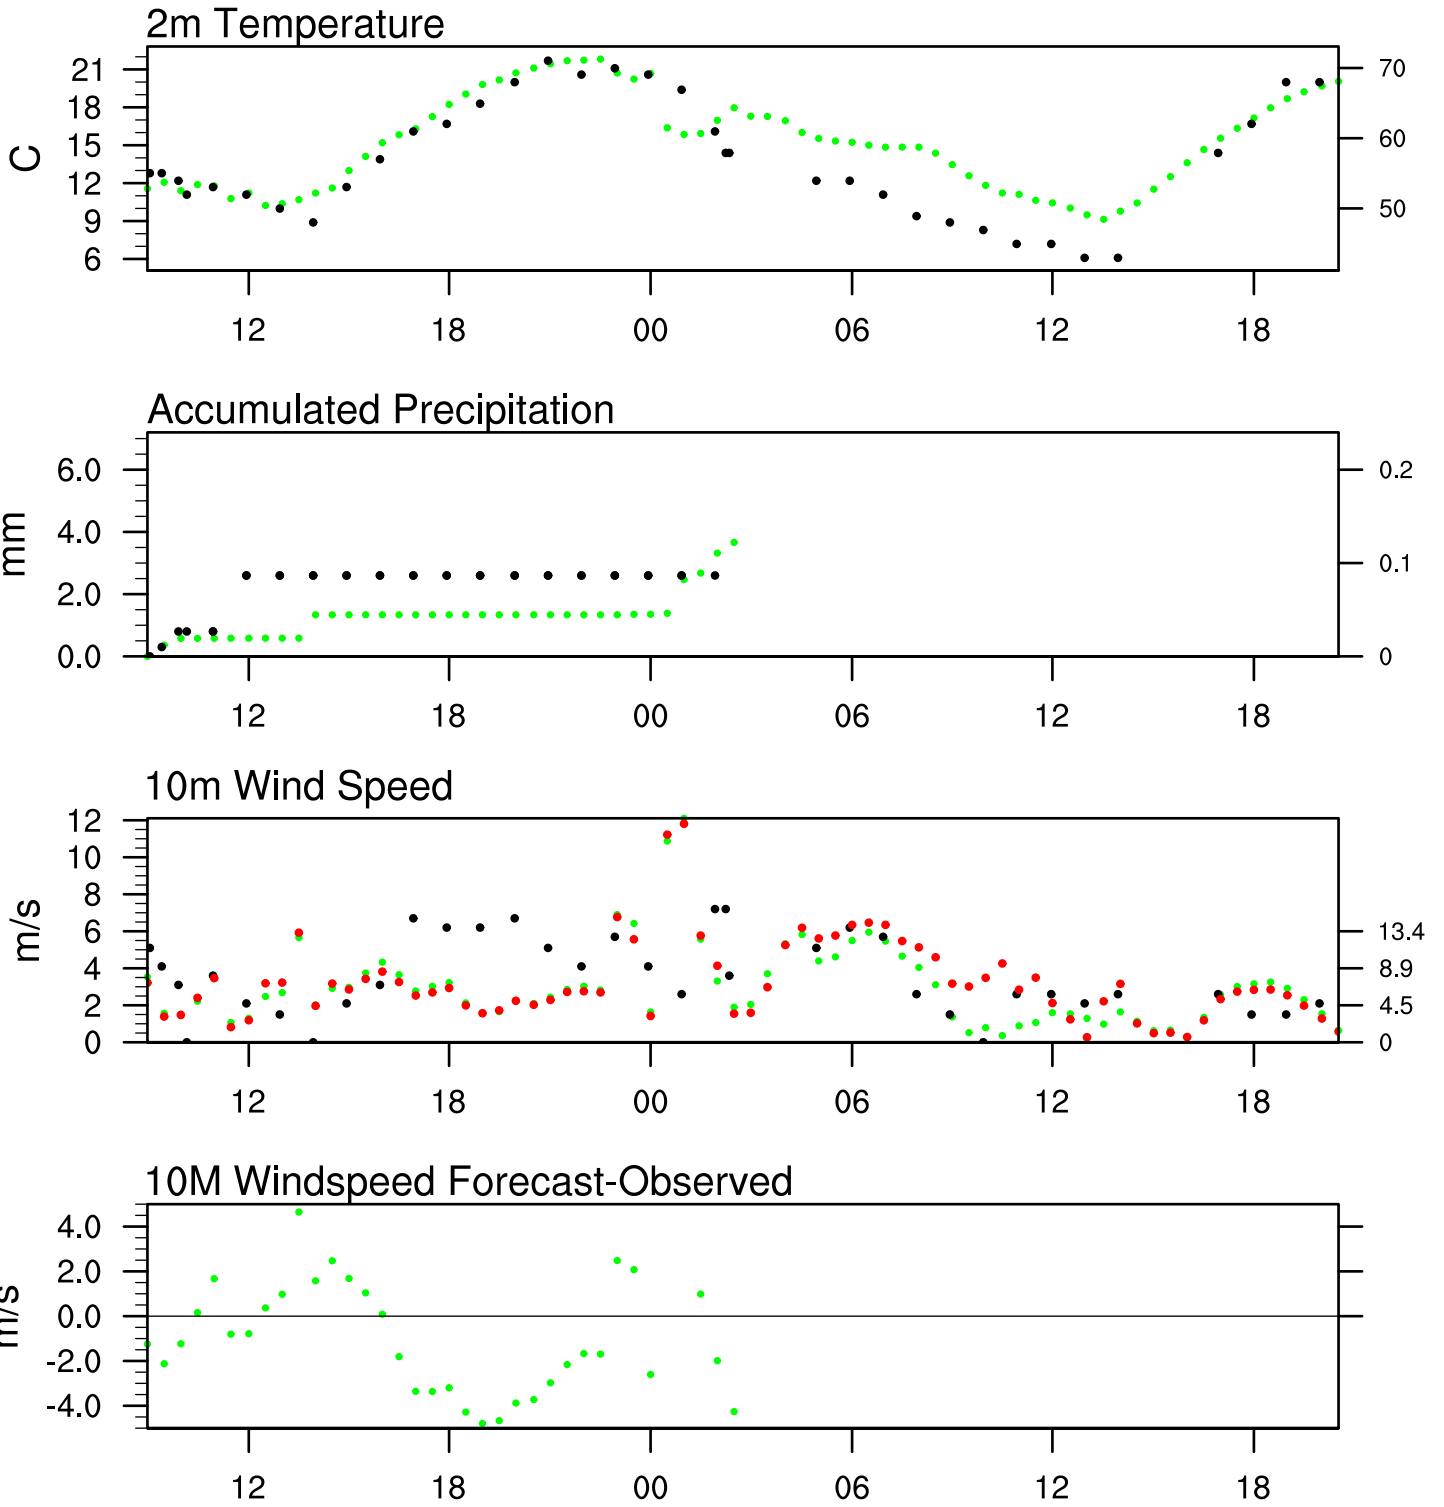 2m Temperature
21 70
18
15 60
C
12
9 50
6
12 18 00 06 12 18
Accumulated Precipitation
6.0 0.2
4.0
mm
2.0 0.1
0.0 0
12 18 00 06 12 18
10m Wind Speed
12
10
8
6 13.4
m/s
4 8.9
2 4.5
0 0
12 18 00 06 12 18
10M Windspeed Forecast-Observed
4.0
2.0
0.0
m/s
-2.0
-4.0
12 18 00 06 12 18